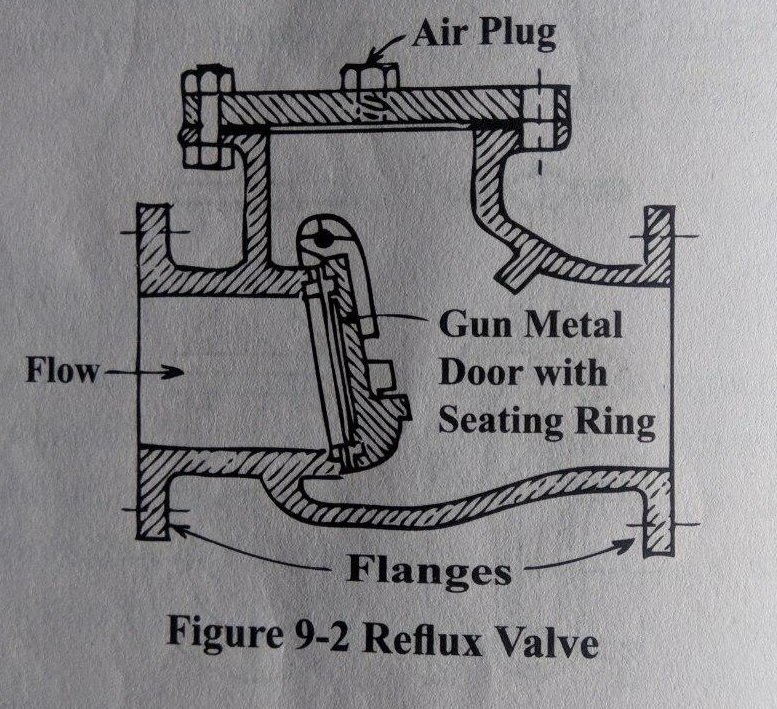 Air Plug
Gun Metal
Flow
Door with
Seating Ring
Flanges
Figure 9-2 Reflux Valve